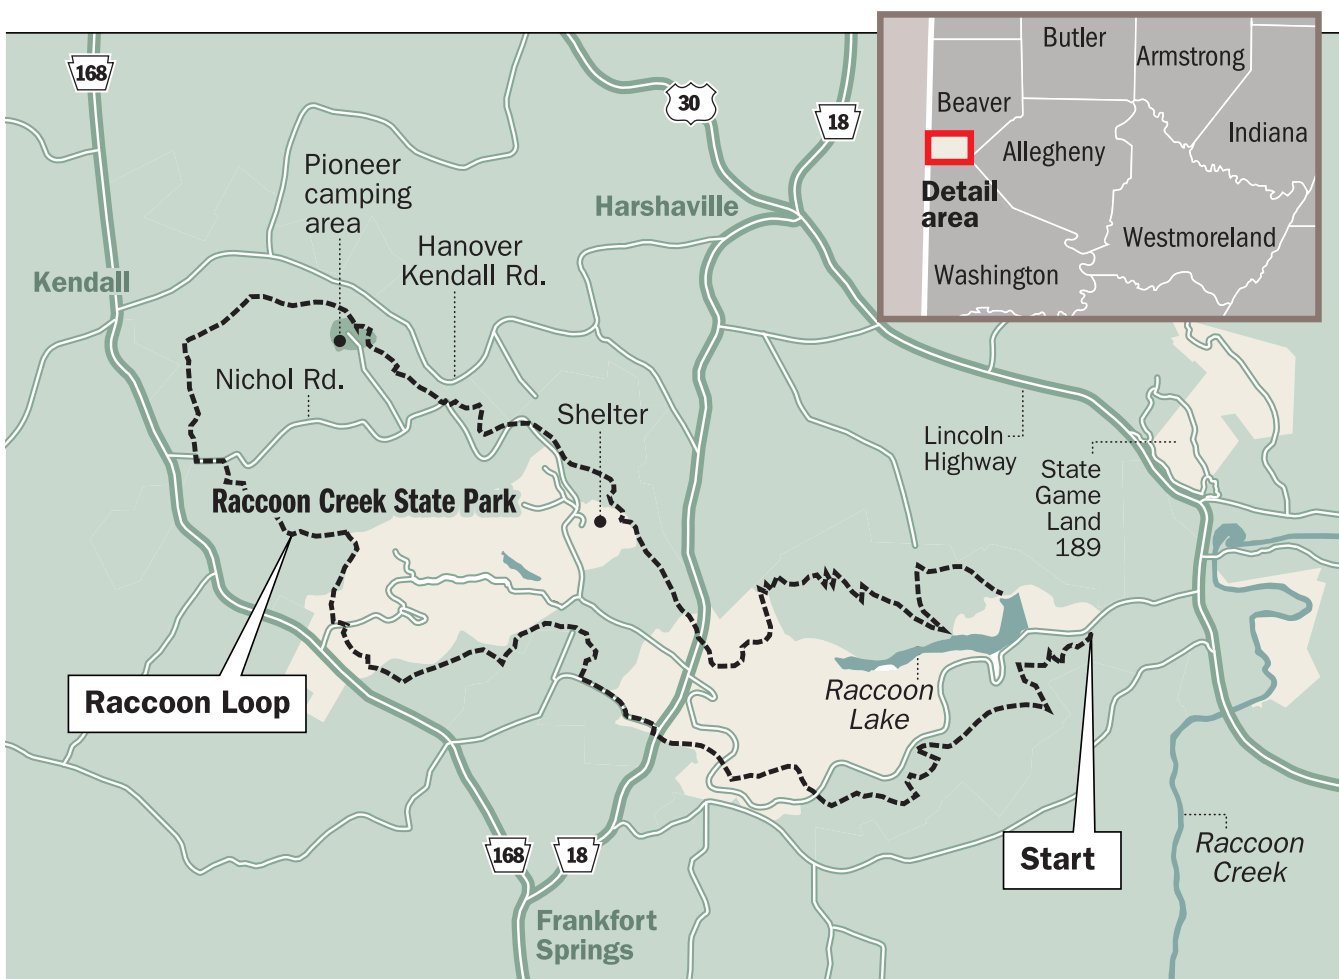 168
30
18
Butler
Armstrong
Beaver
Indiana
Allegheny
Detail
area
Westmoreland
Washington
Pioneer
camping
area
Harshaville
Hanover
Kendall Rd.
Kendall
Nichol Rd.
Shelter
Lincoln
Highway
State
Game
Land
189
Raccoon Creek State Park
Raccoon Loop
Raccoon
Lake
Start
Raccoon
Creek
168
18
Frankfort
Springs